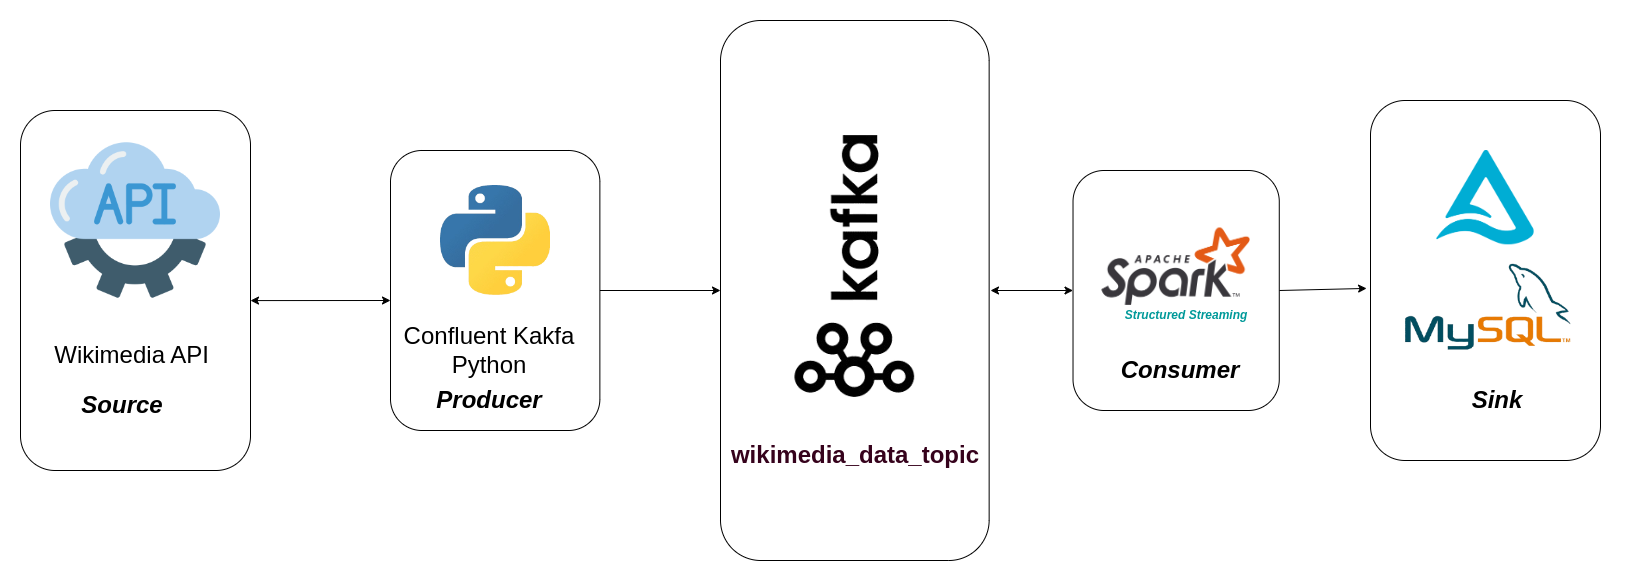 API
Wikimedia API
Source
Confluent Kakfa
Python
Producer
kafka
wikimedia_data_topic
APACHE
Spark™
Structured Streaming
Consumer
MySQL™
Sink